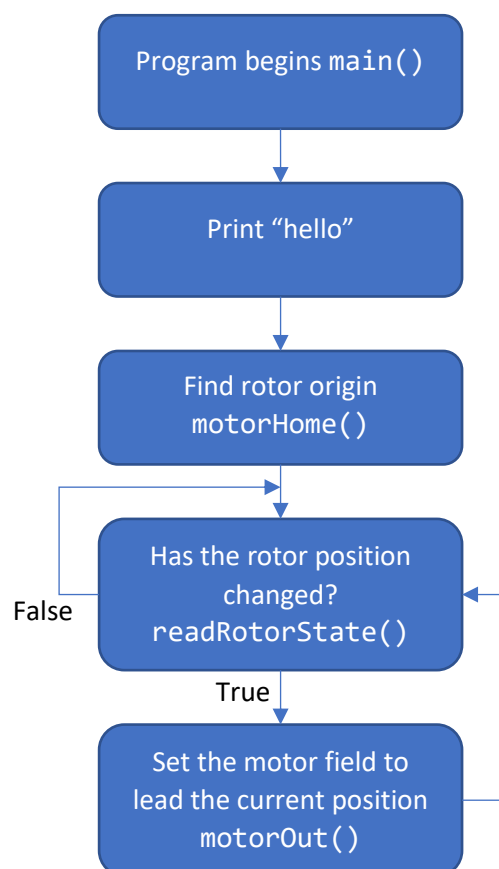 Program begins main()
Print “hello”
Find rotor origin
motorHome()
Has the rotor position
changed?
readRotorState()
False
True
Set the motor field to
lead the current position
motorOut()